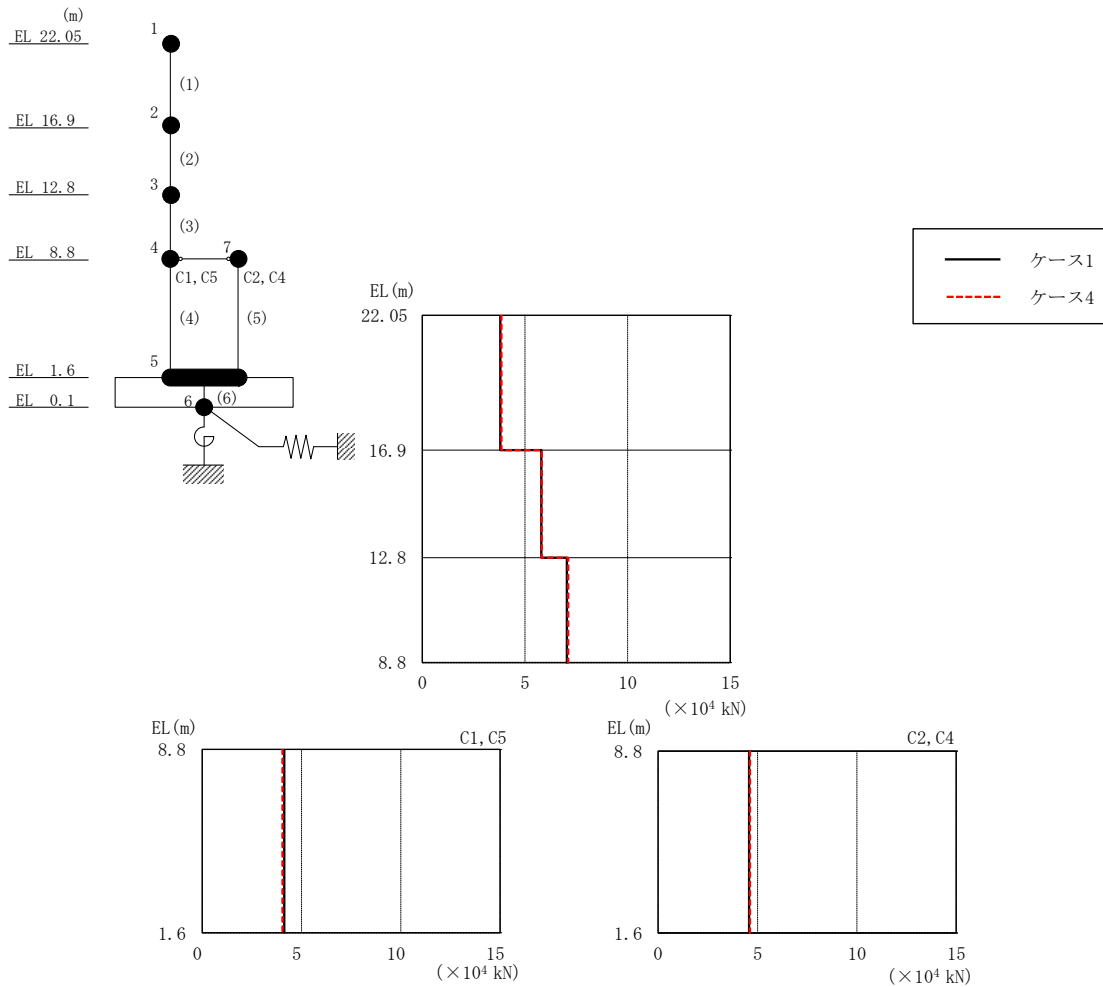 (m)
EL 22.05
EL 16.9
EL 12.8
EL 8.8
EL 1.6
EL 0.1
1
(1)
2
(2)
3
(3)
4
7
C1, C5
C2, C4
(4)
(5)
5
6
(6)
ケース1
ケース4
EL(m)
22.05
16.9
12.8
8.8
0
5
10
15
(×10⁴ kN)
EL(m)
C1, C5
8.8
1.6
0
5
10
15
(×10⁴ kN)
EL(m)
C2, C4
8.8
1.6
0
5
10
15
(×10⁴ kN)